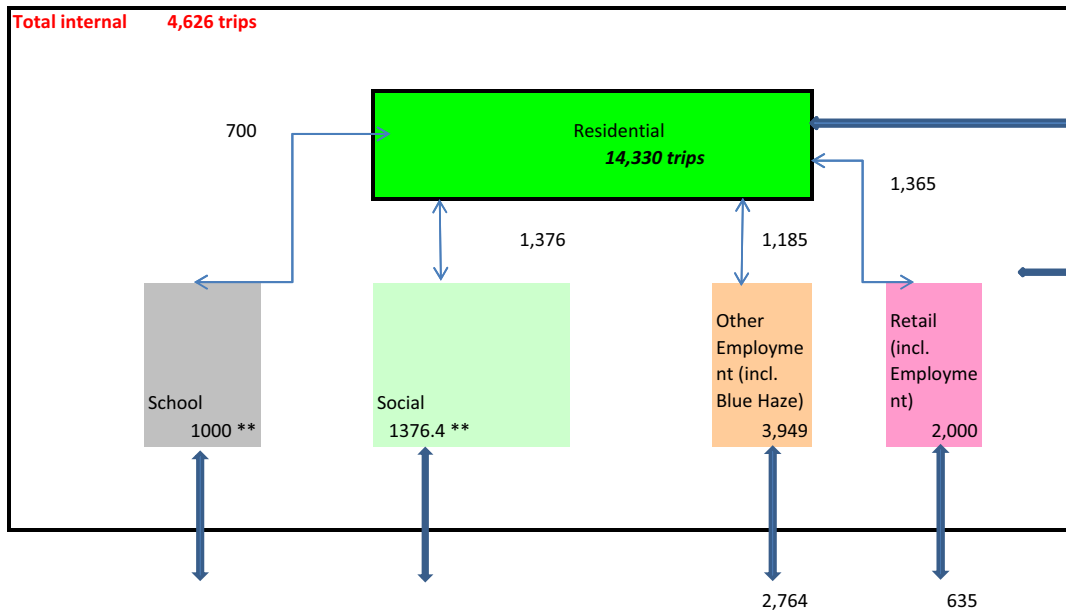 Total internal 4,626 trips
700
Residential
14,330 trips
1,365
1,376
1,185
School
1000 **
Social
1376.4 **
Other
Employme
nt (incl.
Blue Haze)
3,949
Retail
(incl.
Employme
nt)
2,000
2,764
635